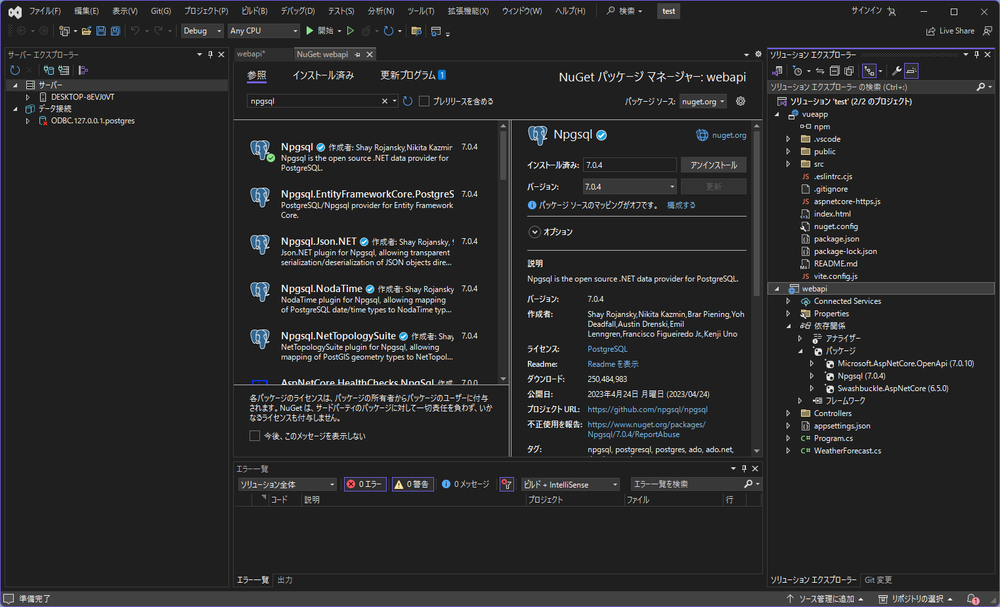 ファイル(F) 編集(E) 表示(V) Git(G) プロジェクト(P) ビルド(B) デバッグ(D) テスト(S) 分析(N) ツール(T) 拡張機能(X) ウィンドウ(W) ヘルプ(H) 検索 test サインイン
Debug Any CPU 開始 Live Share
サーバー エクスプローラー
サーバー
DESKTOP-8EVJ0VT
データ接続
ODBC.127.0.0.1.postgres
webapi* NuGet: webapi
参照 インストール済み 更新プログラム 1
NuGet パッケージ マネージャー: webapi
npgsql プレリリースを含める
パッケージ ソース: nuget.org
Npgsql 作成者: Shay Rojansky,Nikita Kazmin 7.0.4
Npgsql is the open source .NET data provider for
PostgreSQL.
Npgsql.EntityFrameworkCore.PostgreS 7.0.4
PostgreSQL/Npgsql provider for Entity Framework
Core.
Npgsql.Json.NET 作成者: Shay Rojansky, 7.0.4
Json.NET plugin for Npgsql, allowing transparent
serialization/deserialization of JSON objects dire...
Npgsql.NodaTime 作成者: Shay Rojansky 7.0.4
NodaTime plugin for Npgsql, allowing mapping
of PostgreSQL date/time types to NodaTime typ...
Npgsql.NetTopologySuite 作成者: Shay 7.0.4
NetTopologySuite plugin for Npgsql, allowing
mapping of PostGIS geometry types to NetTopol...
AspNetCore.HealthChecks.NpgSql 作成 7.0.0
各パッケージのライセンスは、パッケージの所有者からパッケージのユーザーに付与
されます。NuGet は、サードパーティのパッケージに対して一切責任を負わず、いか
なるライセンスも付与しません。
今後、このメッセージを表示しない
Npgsql nuget.org
インストール済み: 7.0.4 アンインストール
バージョン: 7.0.4 更新
パッケージ ソースのマッピングがオフです。 構成する
オプション
説明
Npgsql is the open source .NET data provider for PostgreSQL.
バージョン: 7.0.4
作成者: Shay Rojansky,Nikita Kazmin,Brar Piening,Yoh
Deadfall,Austin Drenski,Emil
Lenngren,Francisco Figueiredo Jr.,Kenji Uno
ライセンス: PostgreSQL
Readme: Readme を表示
ダウンロード: 250,484,983
公開日: 2023年4月24日 月曜日 (2023/04/24)
プロジェクト URL: https://github.com/npgsql/npgsql
不正使用を報告: https://www.nuget.org/packages/
Npgsql/7.0.4/ReportAbuse
タグ: npgsql, postgresql, postgres, ado, ado.net,
エラー一覧
ソリューション全体 0 エラー 0 警告 0 メッセージ ビルド + IntelliSense エラー一覧を検索
コード 説明 プロジェクト ファイル 行
エラー一覧 出力
ソリューション エクスプローラー
ソリューション エクスプローラー の検索 (Ctrl+:)
ソリューション 'test' (2/2 のプロジェクト)
vueapp
npm
.vscode
public
src
JS .eslintrc.cjs
.gitignore
JS aspnetcore-https.js
index.html
nuget.config
package.json
package-lock.json
README.md
JS vite.config.js
webapi
Connected Services
Properties
依存関係
アナライザー
パッケージ
Microsoft.AspNetCore.OpenApi (7.0.10)
Npgsql (7.0.4)
Swashbuckle.AspNetCore (6.5.0)
フレームワーク
Controllers
appsettings.json
C# Program.cs
C# WeatherForecast.cs
ソリューション エクスプローラー Git 変更
準備完了 ソース管理に追加 リポジトリの選択 1